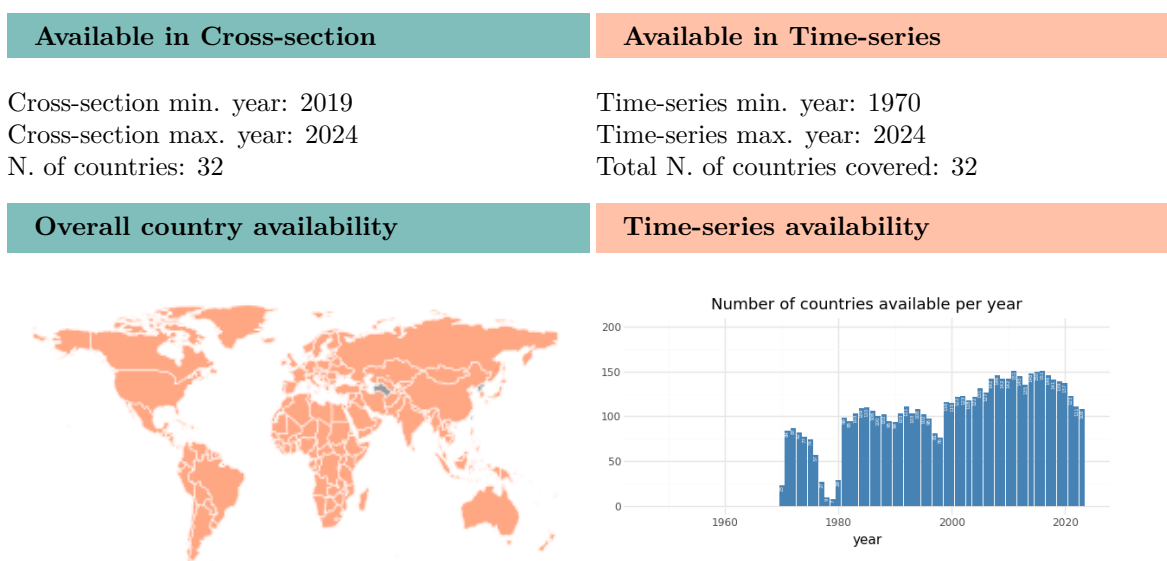 Available in Cross-section
Available in Time-series
Cross-section min. year: 2019
Cross-section max. year: 2024
N. of countries: 32
Time-series min. year: 1970
Time-series max. year: 2024
Total N. of countries covered: 32
Overall country availability
Time-series availability
Number of countries available per year
200
150
100
50
0
1960
1980
2000
2020
year